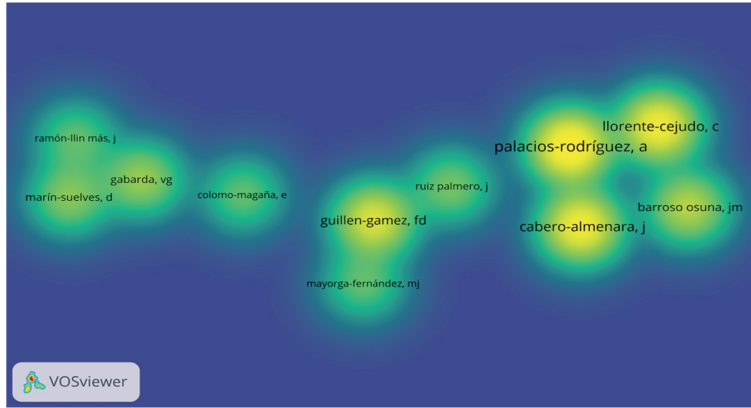 llorente-cejudo, c
ramón-llin más, j
palacios-rodríguez, a
gabarda, vg
ruiz palmero, j
marín-suelves, d
colomo-magaña, e
barroso osuna, jm
guillen-gamez, fd
cabero-almenara, j
mayorga-fernández, mj
VOSviewer